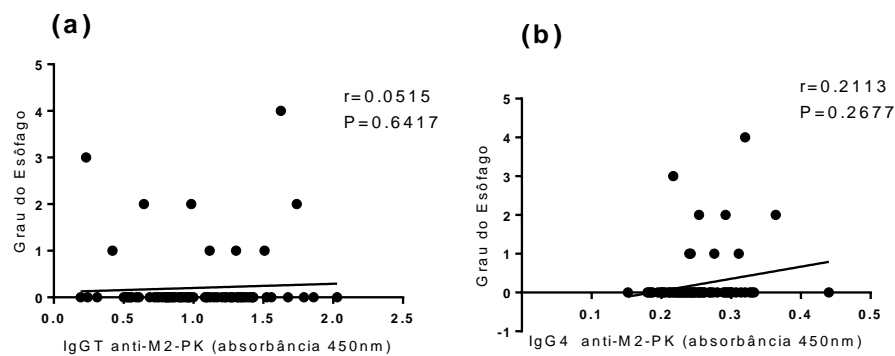 (a)
r=0.0515
P=0.6417
Grau do Esôfago
5
4
3
2
1
0
0.0 0.5 1.0 1.5 2.0 2.5
IgGT anti-M2-PK (absorbância 450nm)
(b)
r=0.2113
P=0.2677
Grau do Esôfago
5
4
3
2
1
0
-1
0.1 0.2 0.3 0.4 0.5
IgG4 anti-M2-PK (absorbância 450nm)